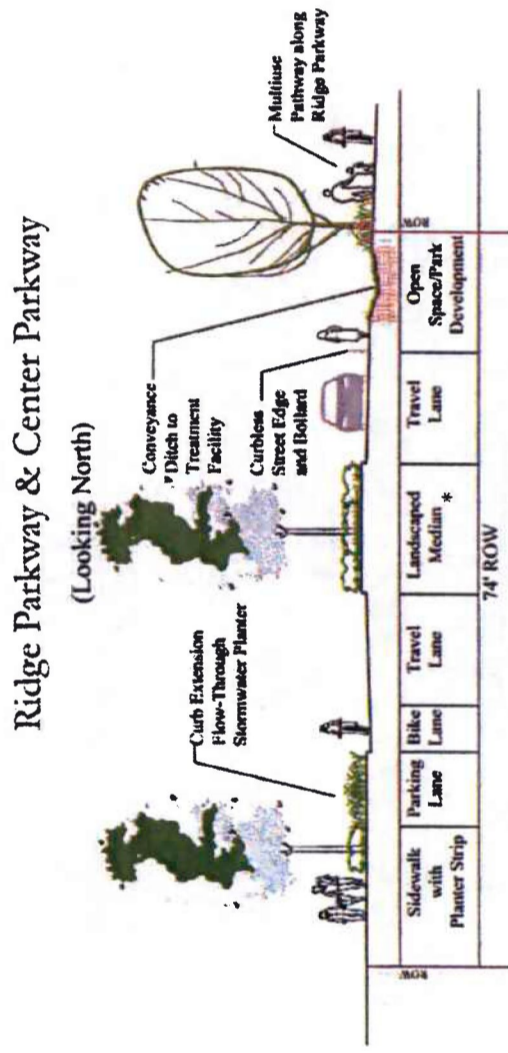 Ridge Parkway & Center Parkway
(Looking North)
Curb Extension
Flow-Through
Stormwater Planter
Conveyance
Ditch to
Treatment
Facility
Curbless
Street Edge
and Bollard
Multiuse
Pathway along
Ridge Parkway
ROW
Sidewalk
with
Planter Strip
Parking
Lane
Bike
Lane
Travel
Lane
Landscaped
Median *
Travel
Lane
Open
Space/Park
Development
ROW
74' ROW